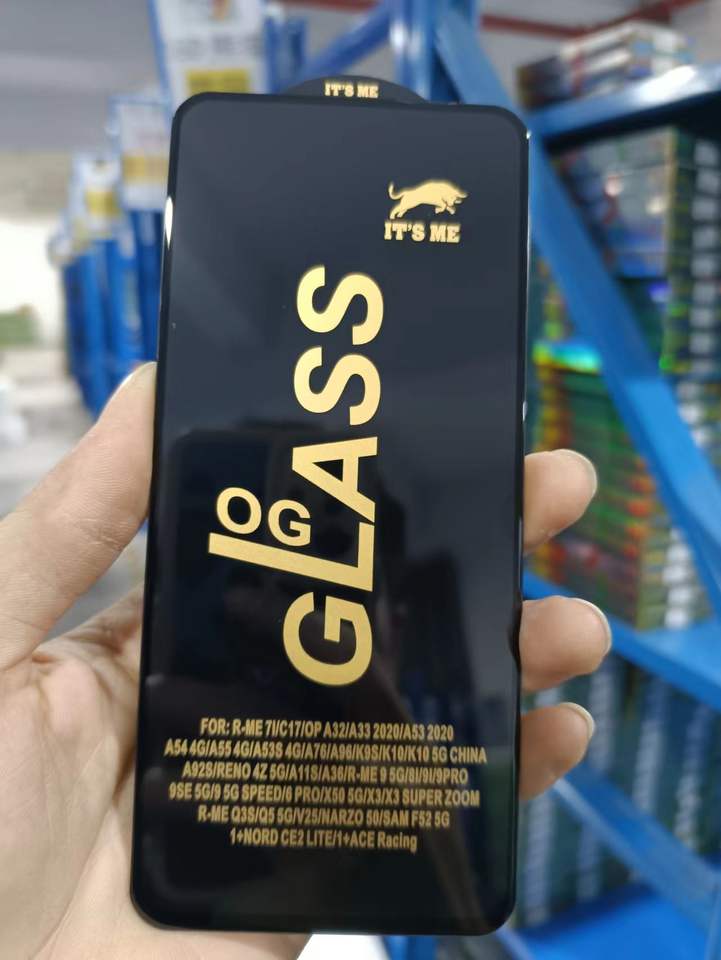 IT'S ME
IT'S ME
OG
GLASS
FOR: R-ME 7I/C17/OP A32/A33 2020/A53 2020
A54 4G/A55 4G/A53S 4G/A76/A96/K9S/K10/K10 5G CHINA
A92S/RENO 4Z 5G/A11S/A36/R-ME 9 5G/8I/9I/9PRO
9SE 5G/9 5G SPEED/6 PRO/X50 5G/X3/X3 SUPER ZOOM
R-ME Q3S/Q5 5G/V25/NARZO 50/SAM F52 5G
1+NORD CE2 LITE/1+ACE Racing